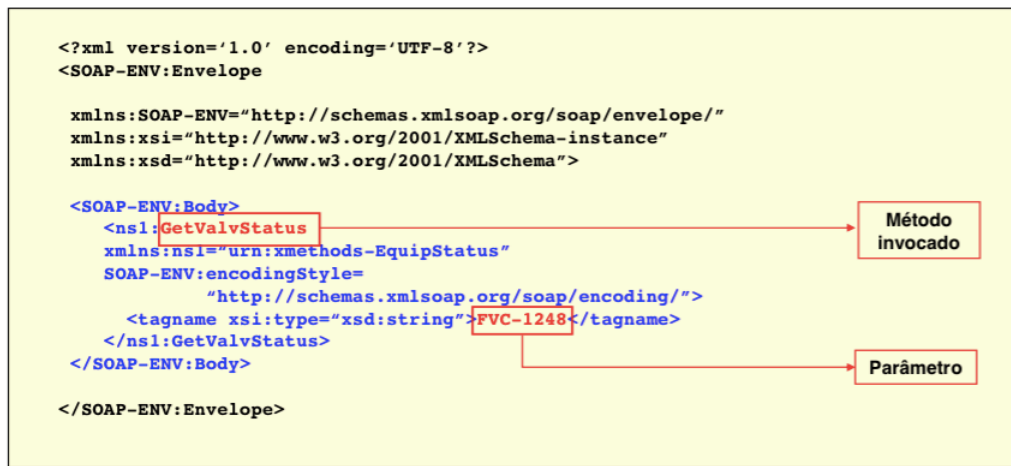 <?xml version=‘1.0’ encoding=‘UTF-8’?>
<SOAP-ENV:Envelope
xmlns:SOAP-ENV=“http://schemas.xmlsoap.org/soap/envelope/”
xmlns:xsi=“http://www.w3.org/2001/XMLSchema-instance”
xmlns:xsd=“http://www.w3.org/2001/XMLSchema”>
<SOAP-ENV:Body>
<ns1:GetValvStatus
xmlns:ns1=“urn:xmethods-EquipStatus”
SOAP-ENV:encodingStyle=
“http://schemas.xmlsoap.org/soap/encoding/”>
<tagname xsi:type=“xsd:string”>FVC-1248</tagname>
</ns1:GetValvStatus>
</SOAP-ENV:Body>
</SOAP-ENV:Envelope>
Método
invocado
Parâmetro